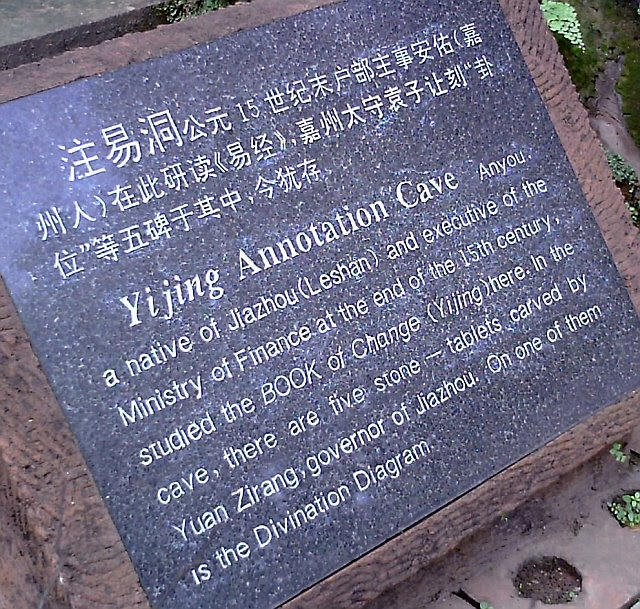 注易洞公元15世纪末户部主事安佑(嘉
州人)在此研读《易经》,嘉州太守袁子让刻“卦
位”等五碑于其中,今犹存
Yijing Annotation Cave Anyou.
a native of Jiazhou(Leshan) and executive of the
Ministry of Finance at the end of the 15th century,
studied the BOOK of Change (Yijing)here. In the
cave, there are five stone — tablets carved by
Yuan Zirang, governor of Jiazhou. On one of them
is the Divination Diagram.